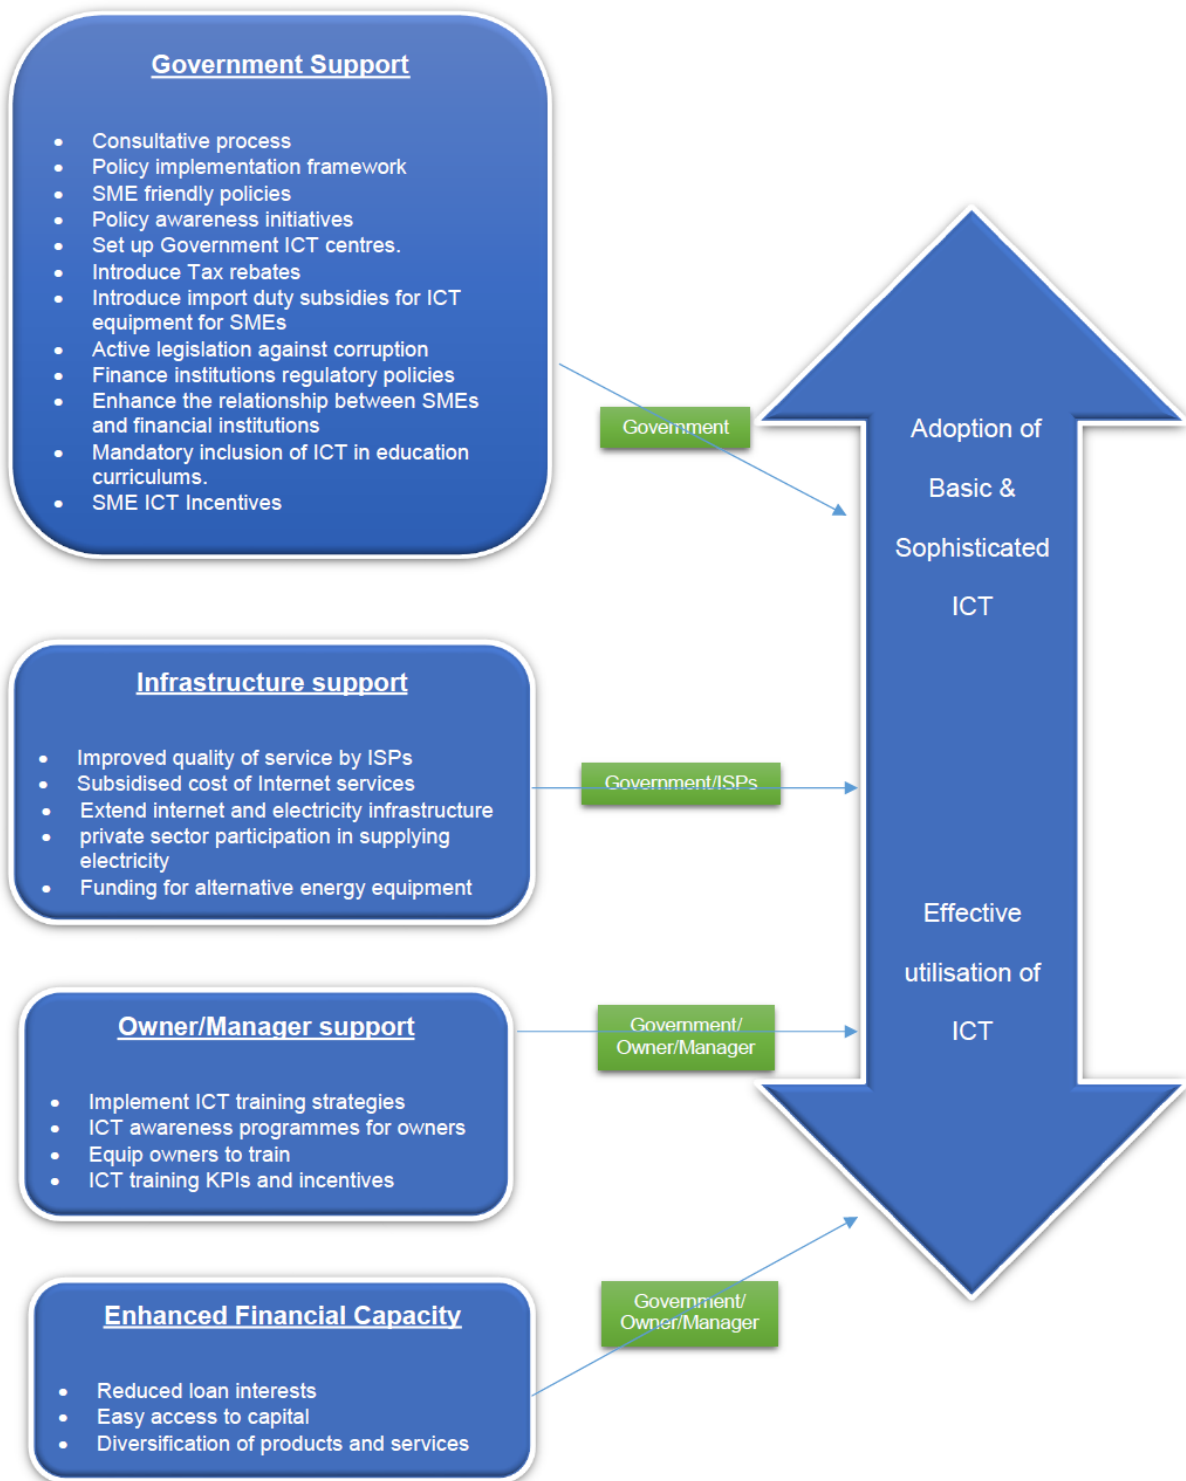 Government Support
• Consultative process
• Policy implementation framework
• SME friendly policies
• Policy awareness initiatives
• Set up Government ICT centres.
• Introduce Tax rebates
• Introduce import duty subsidies for ICT
equipment for SMEs
• Active legislation against corruption
• Finance institutions regulatory policies
• Enhance the relationship between SMEs
and financial institutions
• Mandatory inclusion of ICT in education
curriculums.
• SME ICT Incentives
Government
Adoption of
Basic &
Sophisticated
ICT
Infrastructure support
• Improved quality of service by ISPs
• Subsidised cost of Internet services
• Extend internet and electricity infrastructure
• private sector participation in supplying
electricity
• Funding for alternative energy equipment
Government/ISPs
Effective
utilisation of
ICT
Owner/Manager support
• Implement ICT training strategies
• ICT awareness programmes for owners
• Equip owners to train
• ICT training KPIs and incentives
Government/
Owner/Manager
Enhanced Financial Capacity
• Reduced loan interests
• Easy access to capital
• Diversification of products and services
Government/
Owner/Manager